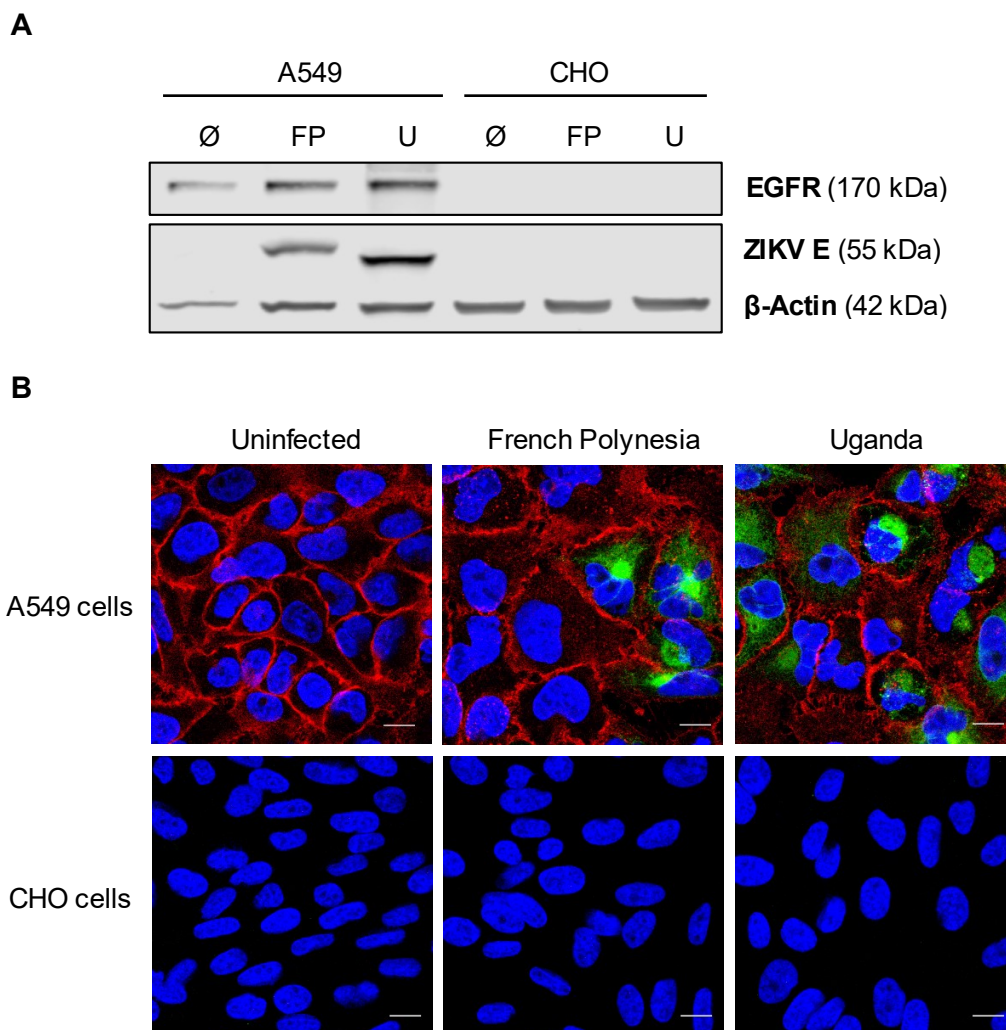 A
A549 CHO
Ø FP U Ø FP U
EGFR (170 kDa)
ZIKV E (55 kDa)
β-Actin (42 kDa)
B
Uninfected French Polynesia Uganda
A549 cells
CHO cells